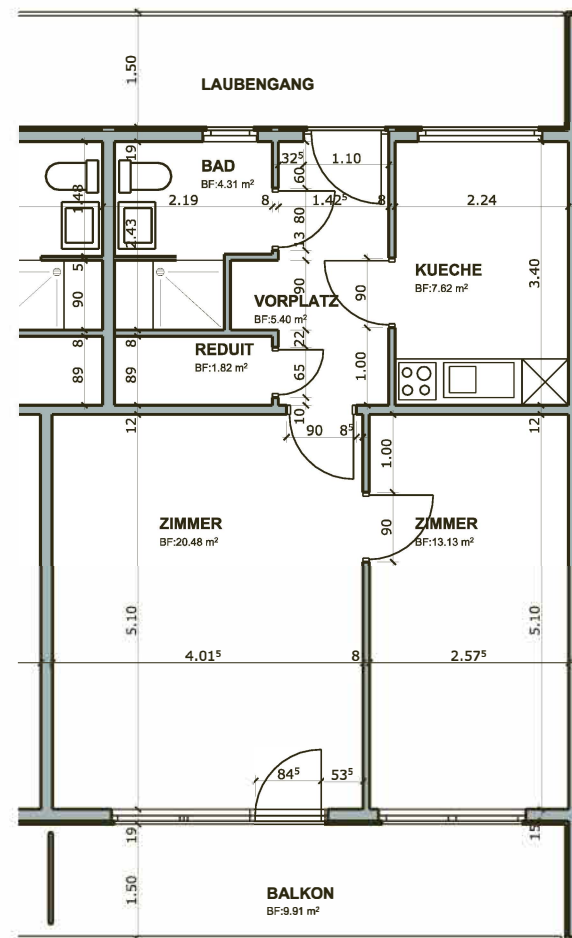 1.50
LAUBENGANG
19
BAD
BF:4.31 m²
32⁵
1.10
60
1.48
2.19
8
1.42⁵
8
2.24
80
2.43
13
5
90
90
KUECHE
BF:7.62 m²
3.40
VORPLATZ
BF:5.40 m²
90
22
8
8
REDUIT
BF:1.82 m²
89
89
65
1.00
10
12
12
90
8⁵
1.00
ZIMMER
BF:20.48 m²
90
ZIMMER
BF:13.13 m²
5.10
5.10
4.01⁵
8
2.57⁵
84⁵
53⁵
19
15
1.50
BALKON
BF:9.91 m²